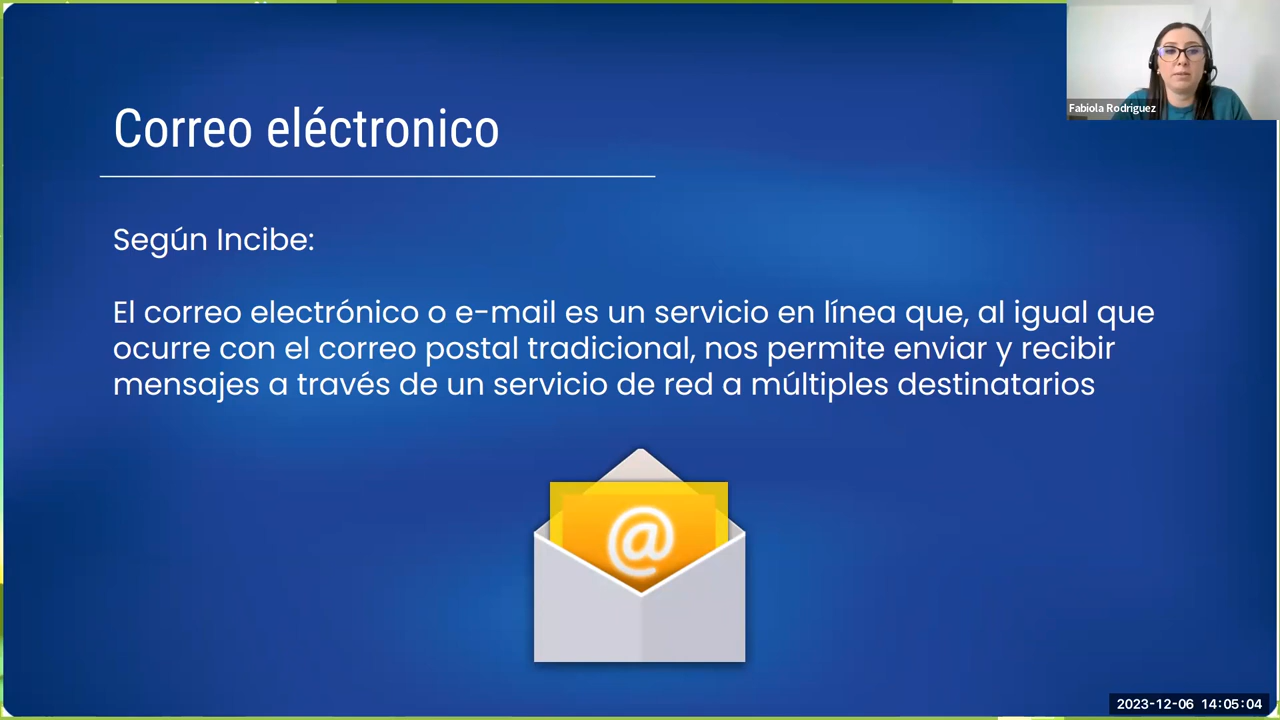 Correo eléctronico
Según Incibe:
El correo electrónico o e-mail es un servicio en línea que, al igual que
ocurre con el correo postal tradicional, nos permite enviar y recibir
mensajes a través de un servicio de red a múltiples destinatarios
@
Fabiola Rodriguez
2023-12-06 14:05:04